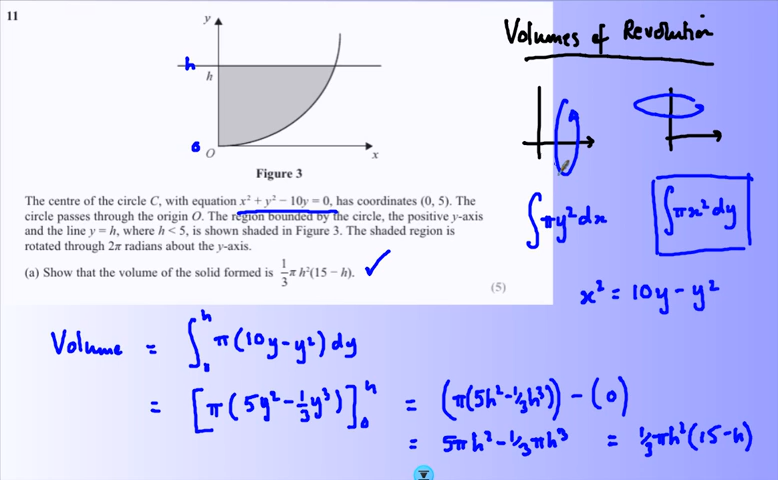 11
y
h
h
0
O
x
Figure 3
The centre of the circle C, with equation x² + y² − 10y = 0, has coordinates (0, 5). The
circle passes through the origin O. The region bounded by the circle, the positive y-axis
and the line y = h, where h < 5, is shown shaded in Figure 3. The shaded region is
rotated through 2π radians about the y-axis.
(a) Show that the volume of the solid formed is 1/3 π h²(15 − h). ✓
(5)
Volumes of Revolution
∫πy²dx
∫πx²dy
x² = 10y − y²
Volume = ∫₀ʰ π(10y−y²)dy
= [π(5y²−⅓y³)]₀ʰ = (π(5h²−⅓h³)) − (0)
= 5πh²−⅓πh³ = ⅓πh²(15−h)